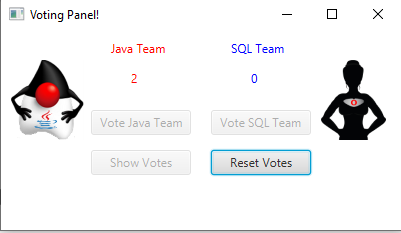 Voting Panel!
Java Team SQL Team
2 0
Vote Java Team Vote SQL Team
Show Votes Reset Votes